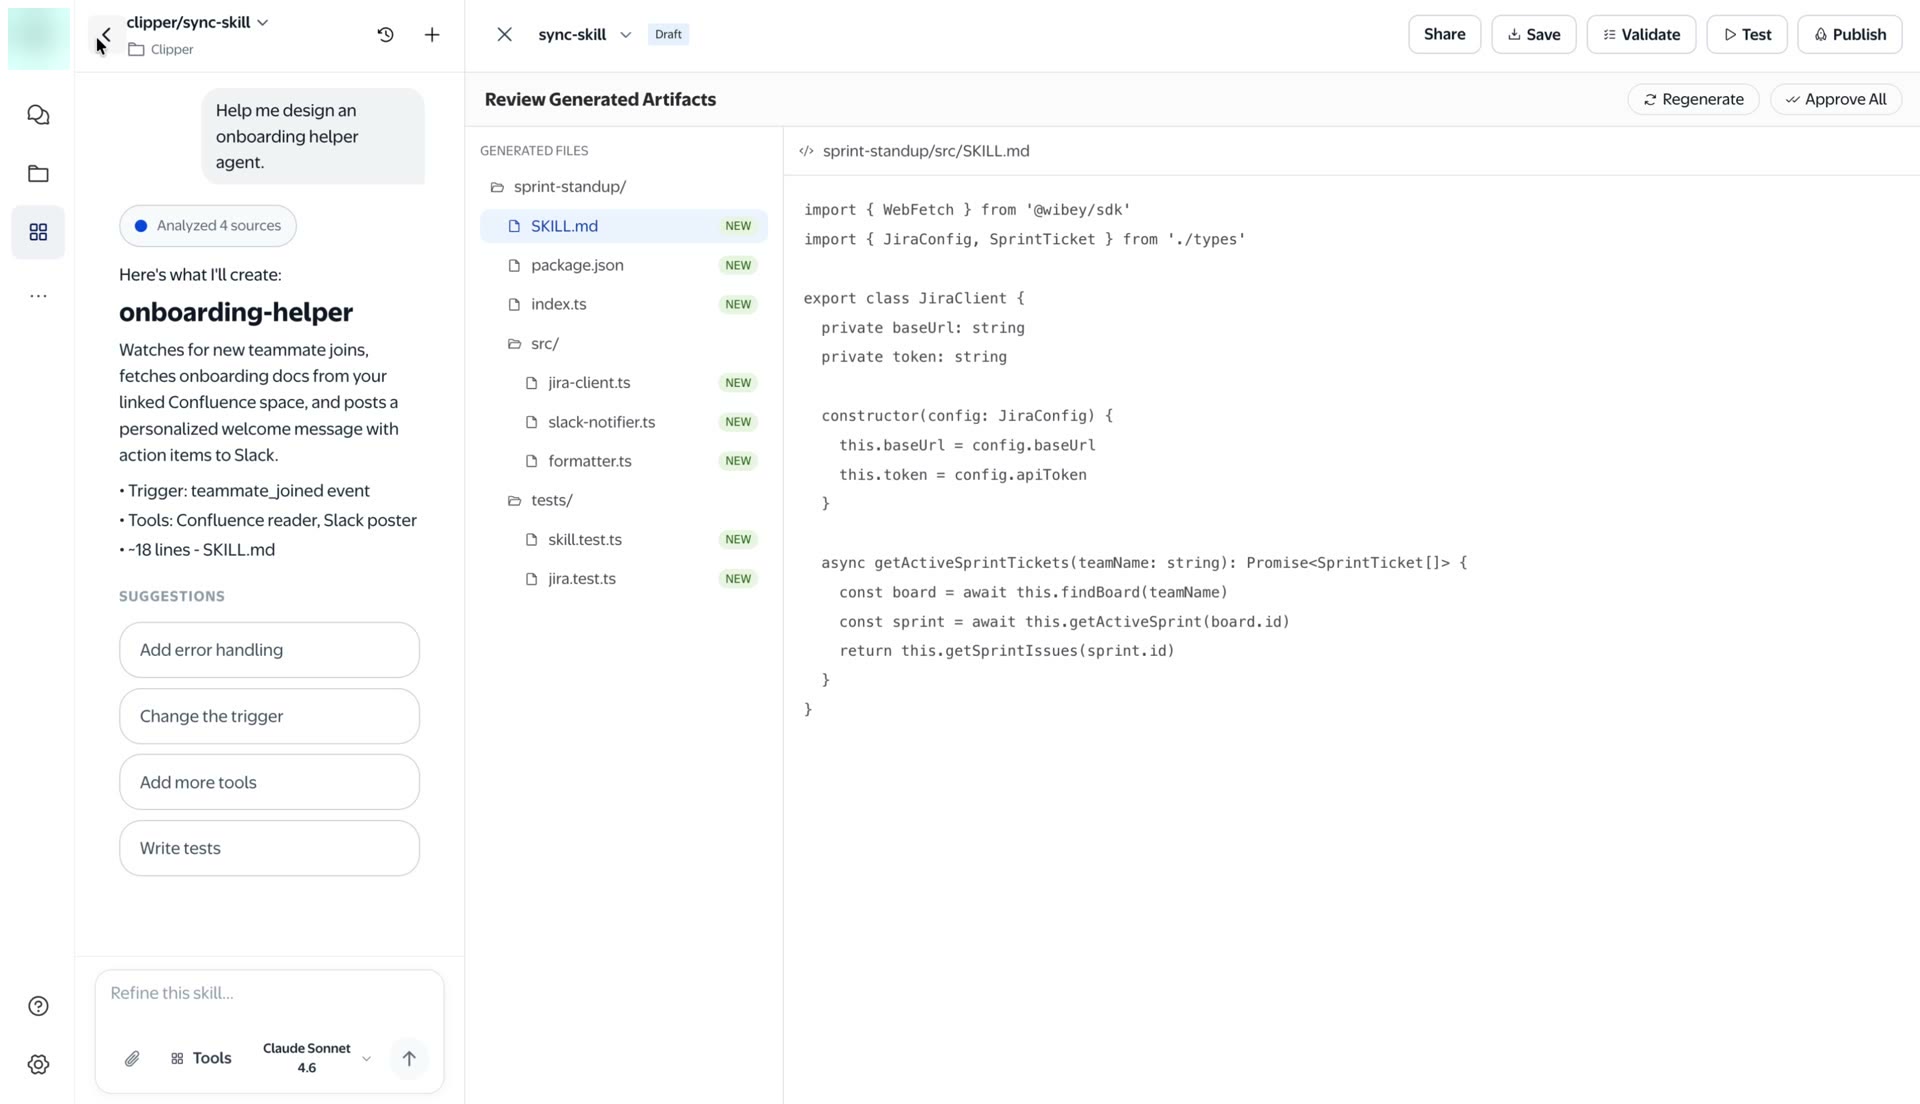 clipper/sync-skill
Clipper
Help me design an
onboarding helper
agent.
Analyzed 4 sources
Here's what I'll create:
onboarding-helper
Watches for new teammate joins,
fetches onboarding docs from your
linked Confluence space, and posts a
personalized welcome message with
action items to Slack.
• Trigger: teammate_joined event
• Tools: Confluence reader, Slack poster
• ~18 lines - SKILL.md
SUGGESTIONS
Add error handling
Change the trigger
Add more tools
Write tests
Refine this skill...
Tools
Claude Sonnet
4.6
sync-skill
Draft
Share
Save
Validate
Test
Publish
Review Generated Artifacts
Regenerate
Approve All
GENERATED FILES
sprint-standup/
SKILL.md NEW
package.json NEW
index.ts NEW
src/
jira-client.ts NEW
slack-notifier.ts NEW
formatter.ts NEW
tests/
skill.test.ts NEW
jira.test.ts NEW
</> sprint-standup/src/SKILL.md
import { WebFetch } from '@wibey/sdk'
import { JiraConfig, SprintTicket } from './types'
export class JiraClient {
private baseUrl: string
private token: string
constructor(config: JiraConfig) {
this.baseUrl = config.baseUrl
this.token = config.apiToken
}
async getActiveSprintTickets(teamName: string): Promise<SprintTicket[]> {
const board = await this.findBoard(teamName)
const sprint = await this.getActiveSprint(board.id)
return this.getSprintIssues(sprint.id)
}
}